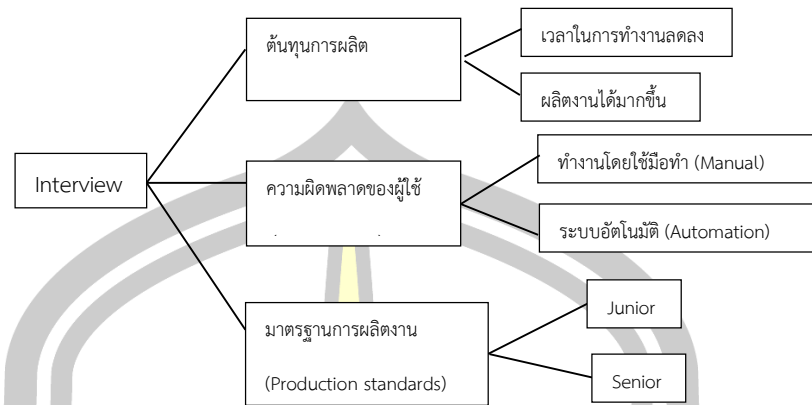 Interview
ต้นทุนการผลิต
เวลาในการทำงานลดลง
ผลิตงานได้มากขึ้น
ความผิดพลาดของผู้ใช้
ทำงานโดยใช้มือทำ (Manual)
ระบบอัตโนมัติ (Automation)
มาตรฐานการผลิตงาน
(Production standards)
Junior
Senior